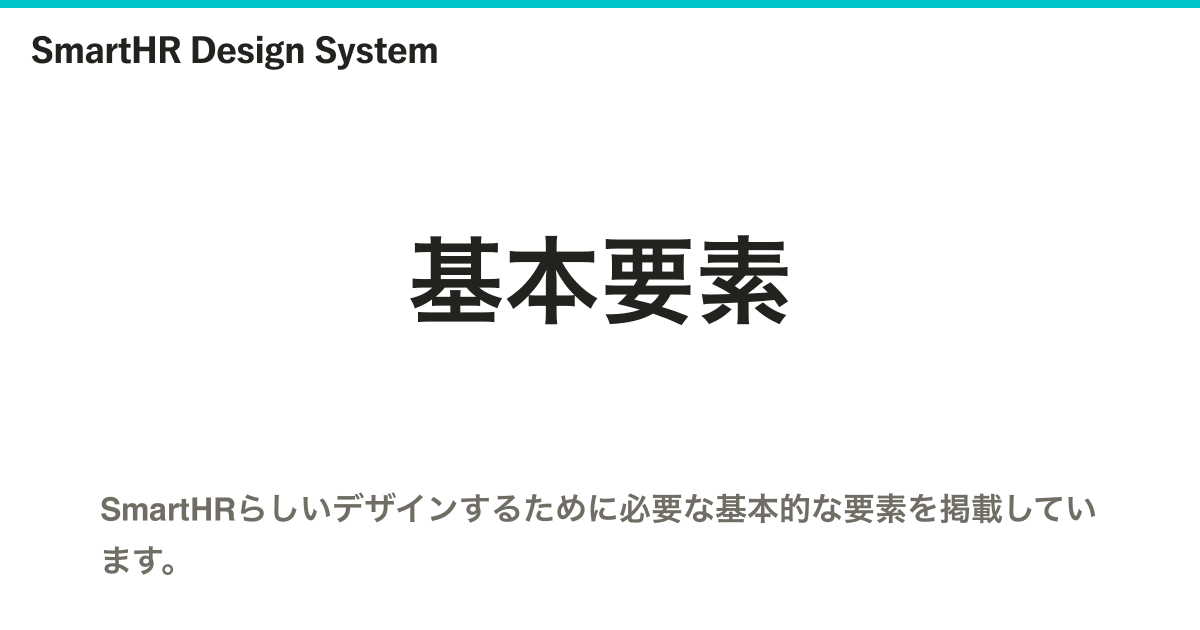 SmartHR Design System
基本要素
SmartHRらしいデザインするために必要な基本的な要素を掲載してい
ます。